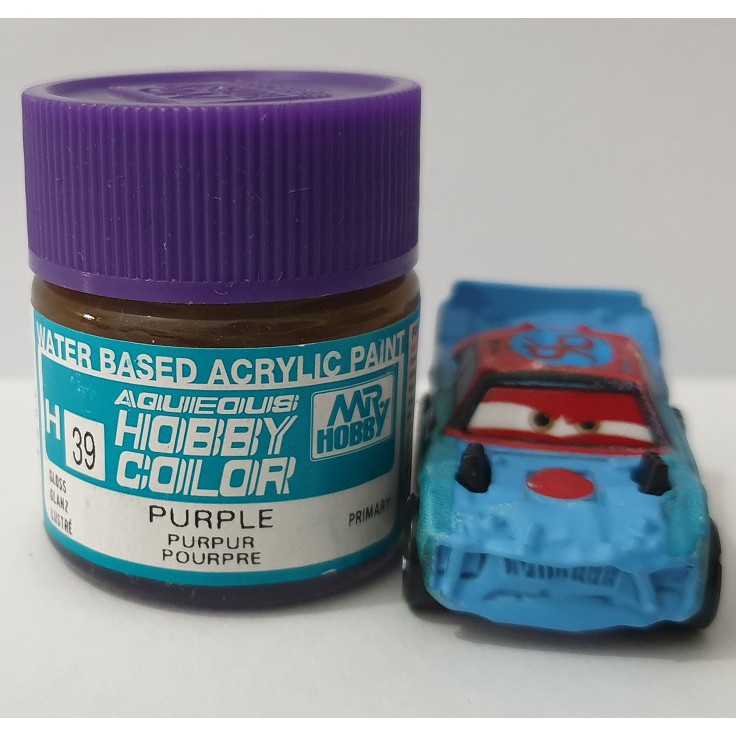 WATER BASED ACRYLIC PAINT
AQUEOUS
H 39 HOBBY
COLOR
MR
HOBBY
GLOSS
GLANZ
LUSTRÉ
PURPLE
PRIMARY
PURPUR
POURPRE